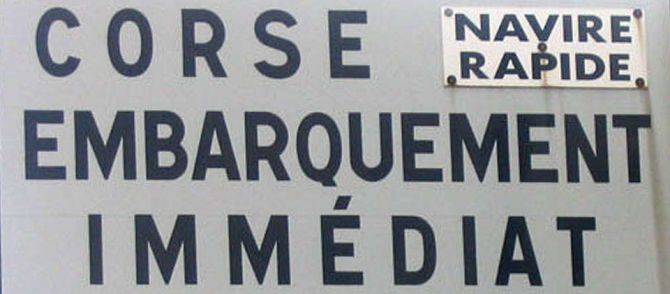 CORSE
NAVIRE
RAPIDE
EMBARQUEMENT
IMMÉDIAT